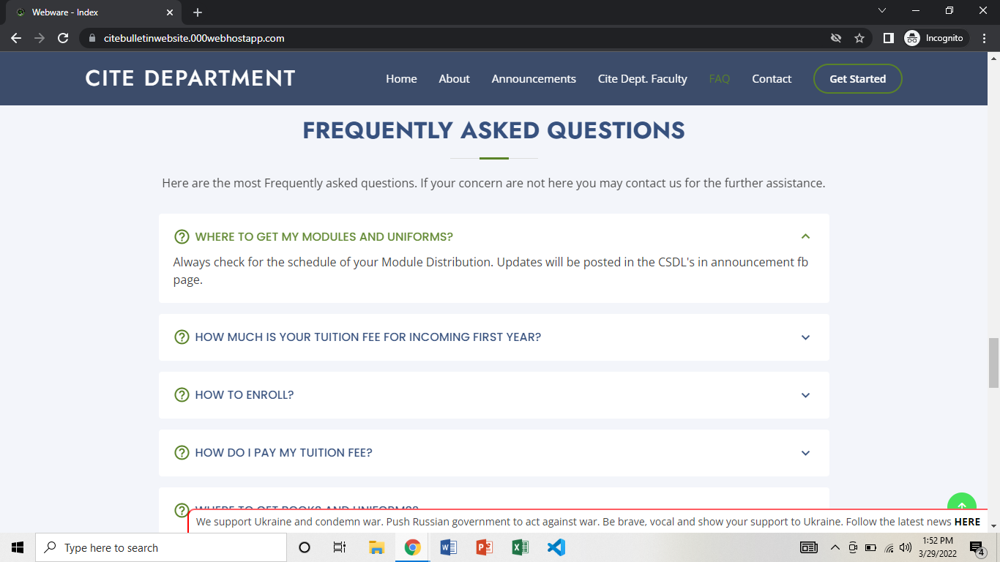 Webware - Index
citebulletinwebsite.000webhostapp.com
Incognito
CITE DEPARTMENT
Home About Announcements Cite Dept. Faculty FAQ Contact Get Started
FREQUENTLY ASKED QUESTIONS
Here are the most Frequently asked questions. If your concern are not here you may contact us for the further assistance.
WHERE TO GET MY MODULES AND UNIFORMS?
Always check for the schedule of your Module Distribution. Updates will be posted in the CSDL's in announcement fb
page.
HOW MUCH IS YOUR TUITION FEE FOR INCOMING FIRST YEAR?
HOW TO ENROLL?
HOW DO I PAY MY TUITION FEE?
WHERE TO GET BOOKS AND UNIFORMS?
We support Ukraine and condemn war. Push Russian government to act against war. Be brave, vocal and show your support to Ukraine. Follow the latest news HERE
Type here to search
1:52 PM
3/29/2022
4